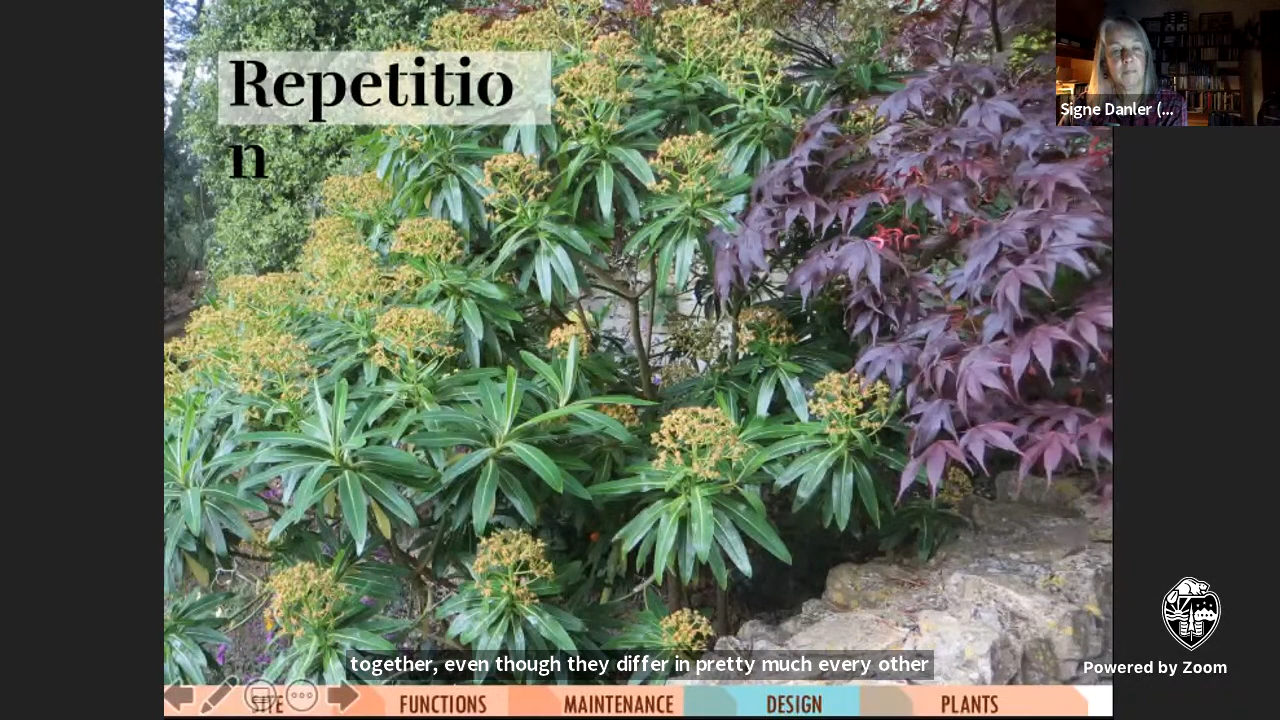 Repetitio
n
Signe Danler (...
together, even though they differ in pretty much every other
Powered by Zoom
SITE
FUNCTIONS
MAINTENANCE
DESIGN
PLANTS